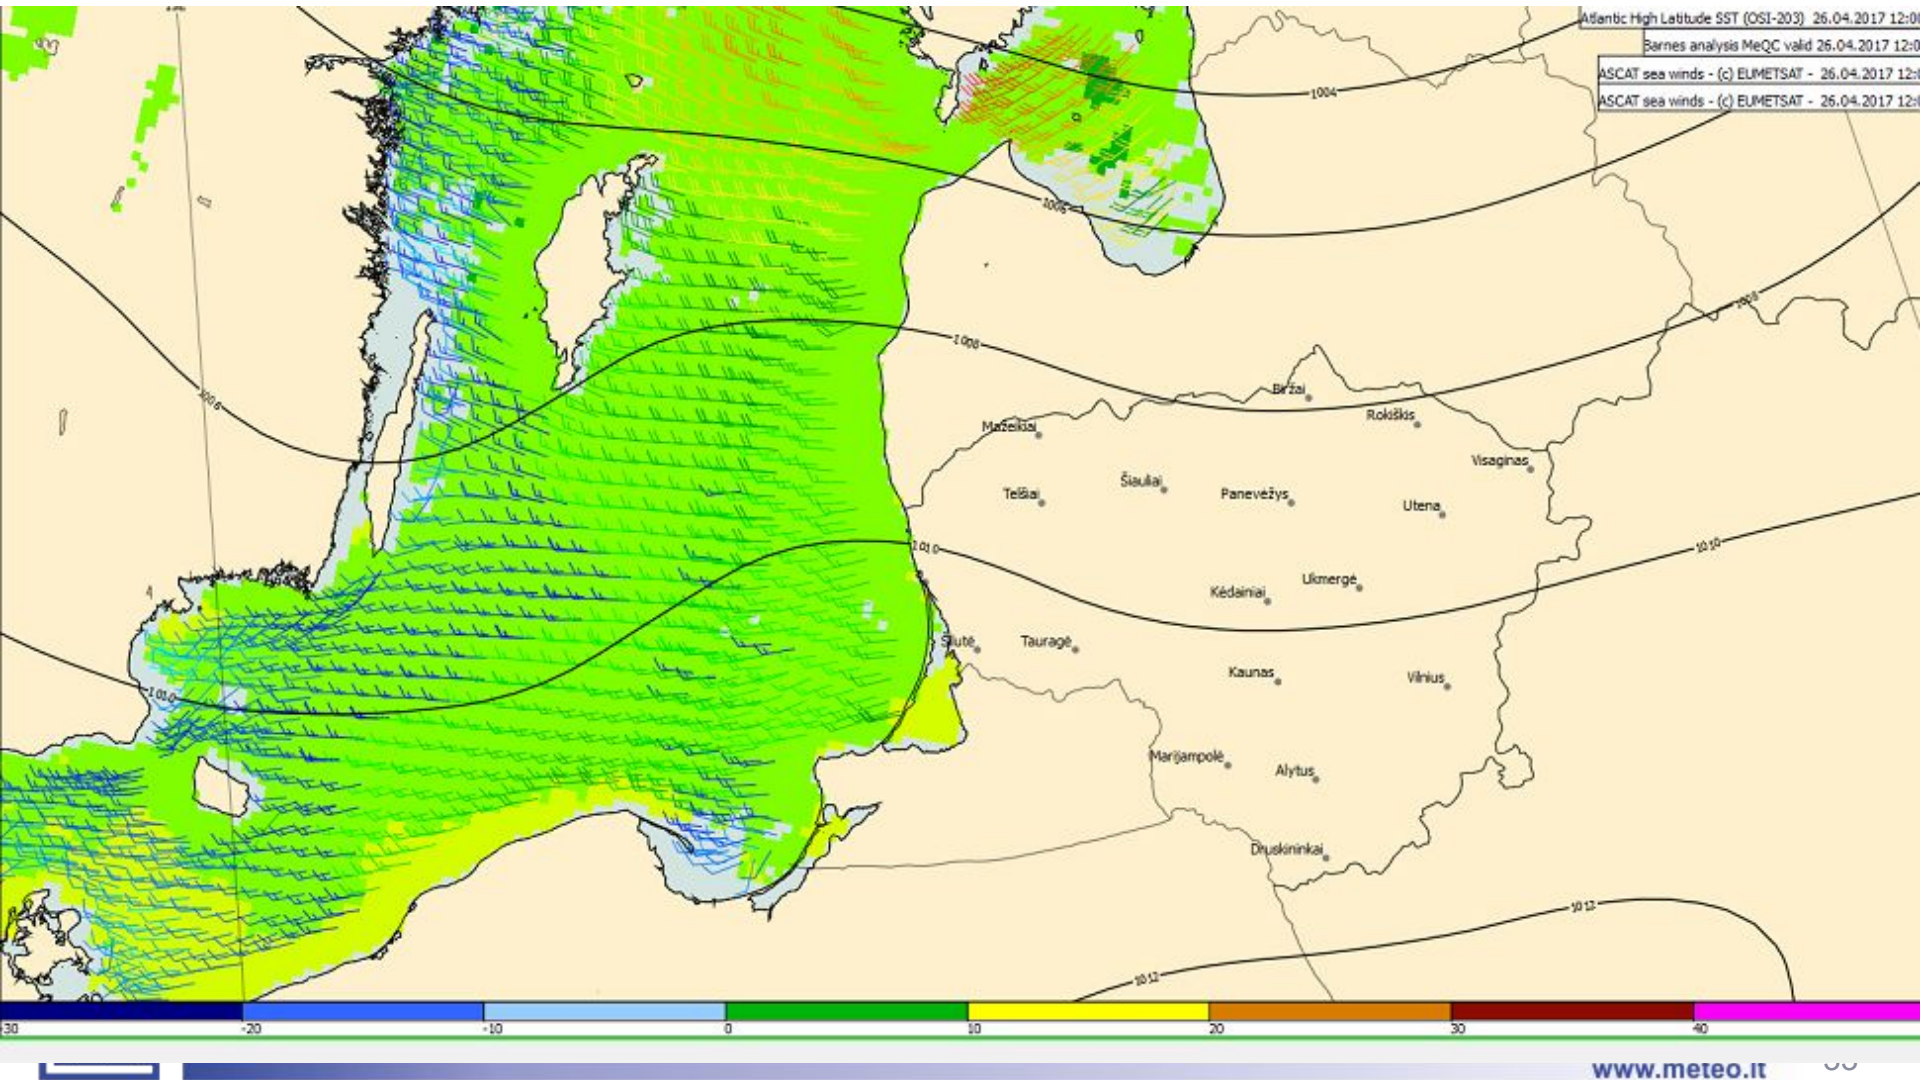 Atlantic High Latitude SST (OSI-203) 26.04.2017 12:00
Barnes analysis MeQC valid 26.04.2017 12:0
ASCAT sea winds - (c) EUMETSAT - 26.04.2017 12:
ASCAT sea winds - (c) EUMETSAT - 26.04.2017 12:
1004
1006
1008
1008
1008
Biržai
Rokiškis
Mažeikiai
Visaginas
Telšiai
Šiauliai
Panevėžys
Utena
1010
1010
Ukmergė
Kėdainiai
Šilutė
Tauragė
Kaunas
Vilnius
1010
Marijampolė
Alytus
Druskininkai
1012
1012
-30 -20 -10 0 10 20 30 40
www.meteo.lt